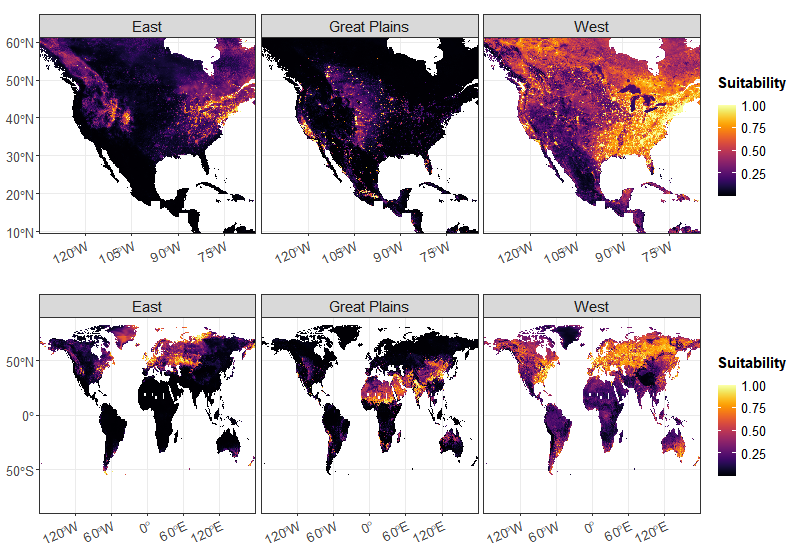 East Great Plains West
60°N
50°N
40°N
30°N
20°N
10°N
Suitability
1.00
0.75
0.50
0.25
120°W 105°W 90°W 75°W 120°W 105°W 90°W 75°W 120°W 105°W 90°W 75°W
East Great Plains West
50°N
0°
50°S
Suitability
1.00
0.75
0.50
0.25
120°W 60°W 0° 60°E 120°E 120°W 60°W 0° 60°E 120°E 120°W 60°W 0° 60°E 120°E